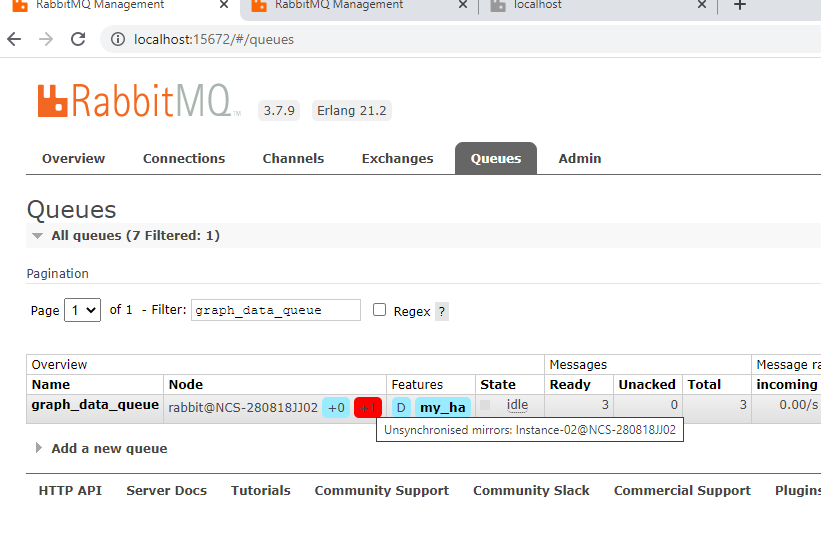 RabbitMQ Management × RabbitMQ Management × localhost × +
localhost:15672/#/queues
RabbitMQ TM 3.7.9 Erlang 21.2
Overview Connections Channels Exchanges Queues Admin
Queues
All queues (7 Filtered: 1)
Pagination
Page 1 of 1 - Filter: graph_data_queue Regex ?
Overview Messages Message ra
Name Node Features State Ready Unacked Total incoming
graph_data_queue rabbit@NCS-280818JJ02 +0 +1 D my_ha idle 3 0 3 0.00/s
Unsynchronised mirrors: Instance-02@NCS-280818JJ02
Add a new queue
HTTP API Server Docs Tutorials Community Support Community Slack Commercial Support Plugins